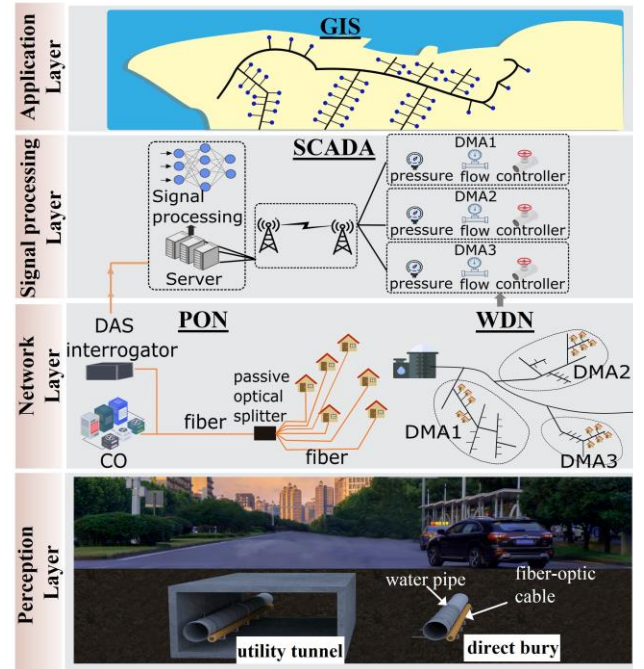 Application
Layer
GIS
Signal processing
Layer
SCADA
Signal
processing
Server
DMA1
pressure flow controller
DMA2
pressure flow controller
DMA3
pressure flow controller
Network
Layer
PON
DAS
interrogator
CO
fiber
passive
optical
splitter
fiber
WDN
DMA1
DMA2
DMA3
Perception
Layer
utility tunnel
water pipe
fiber-optic
cable
direct bury